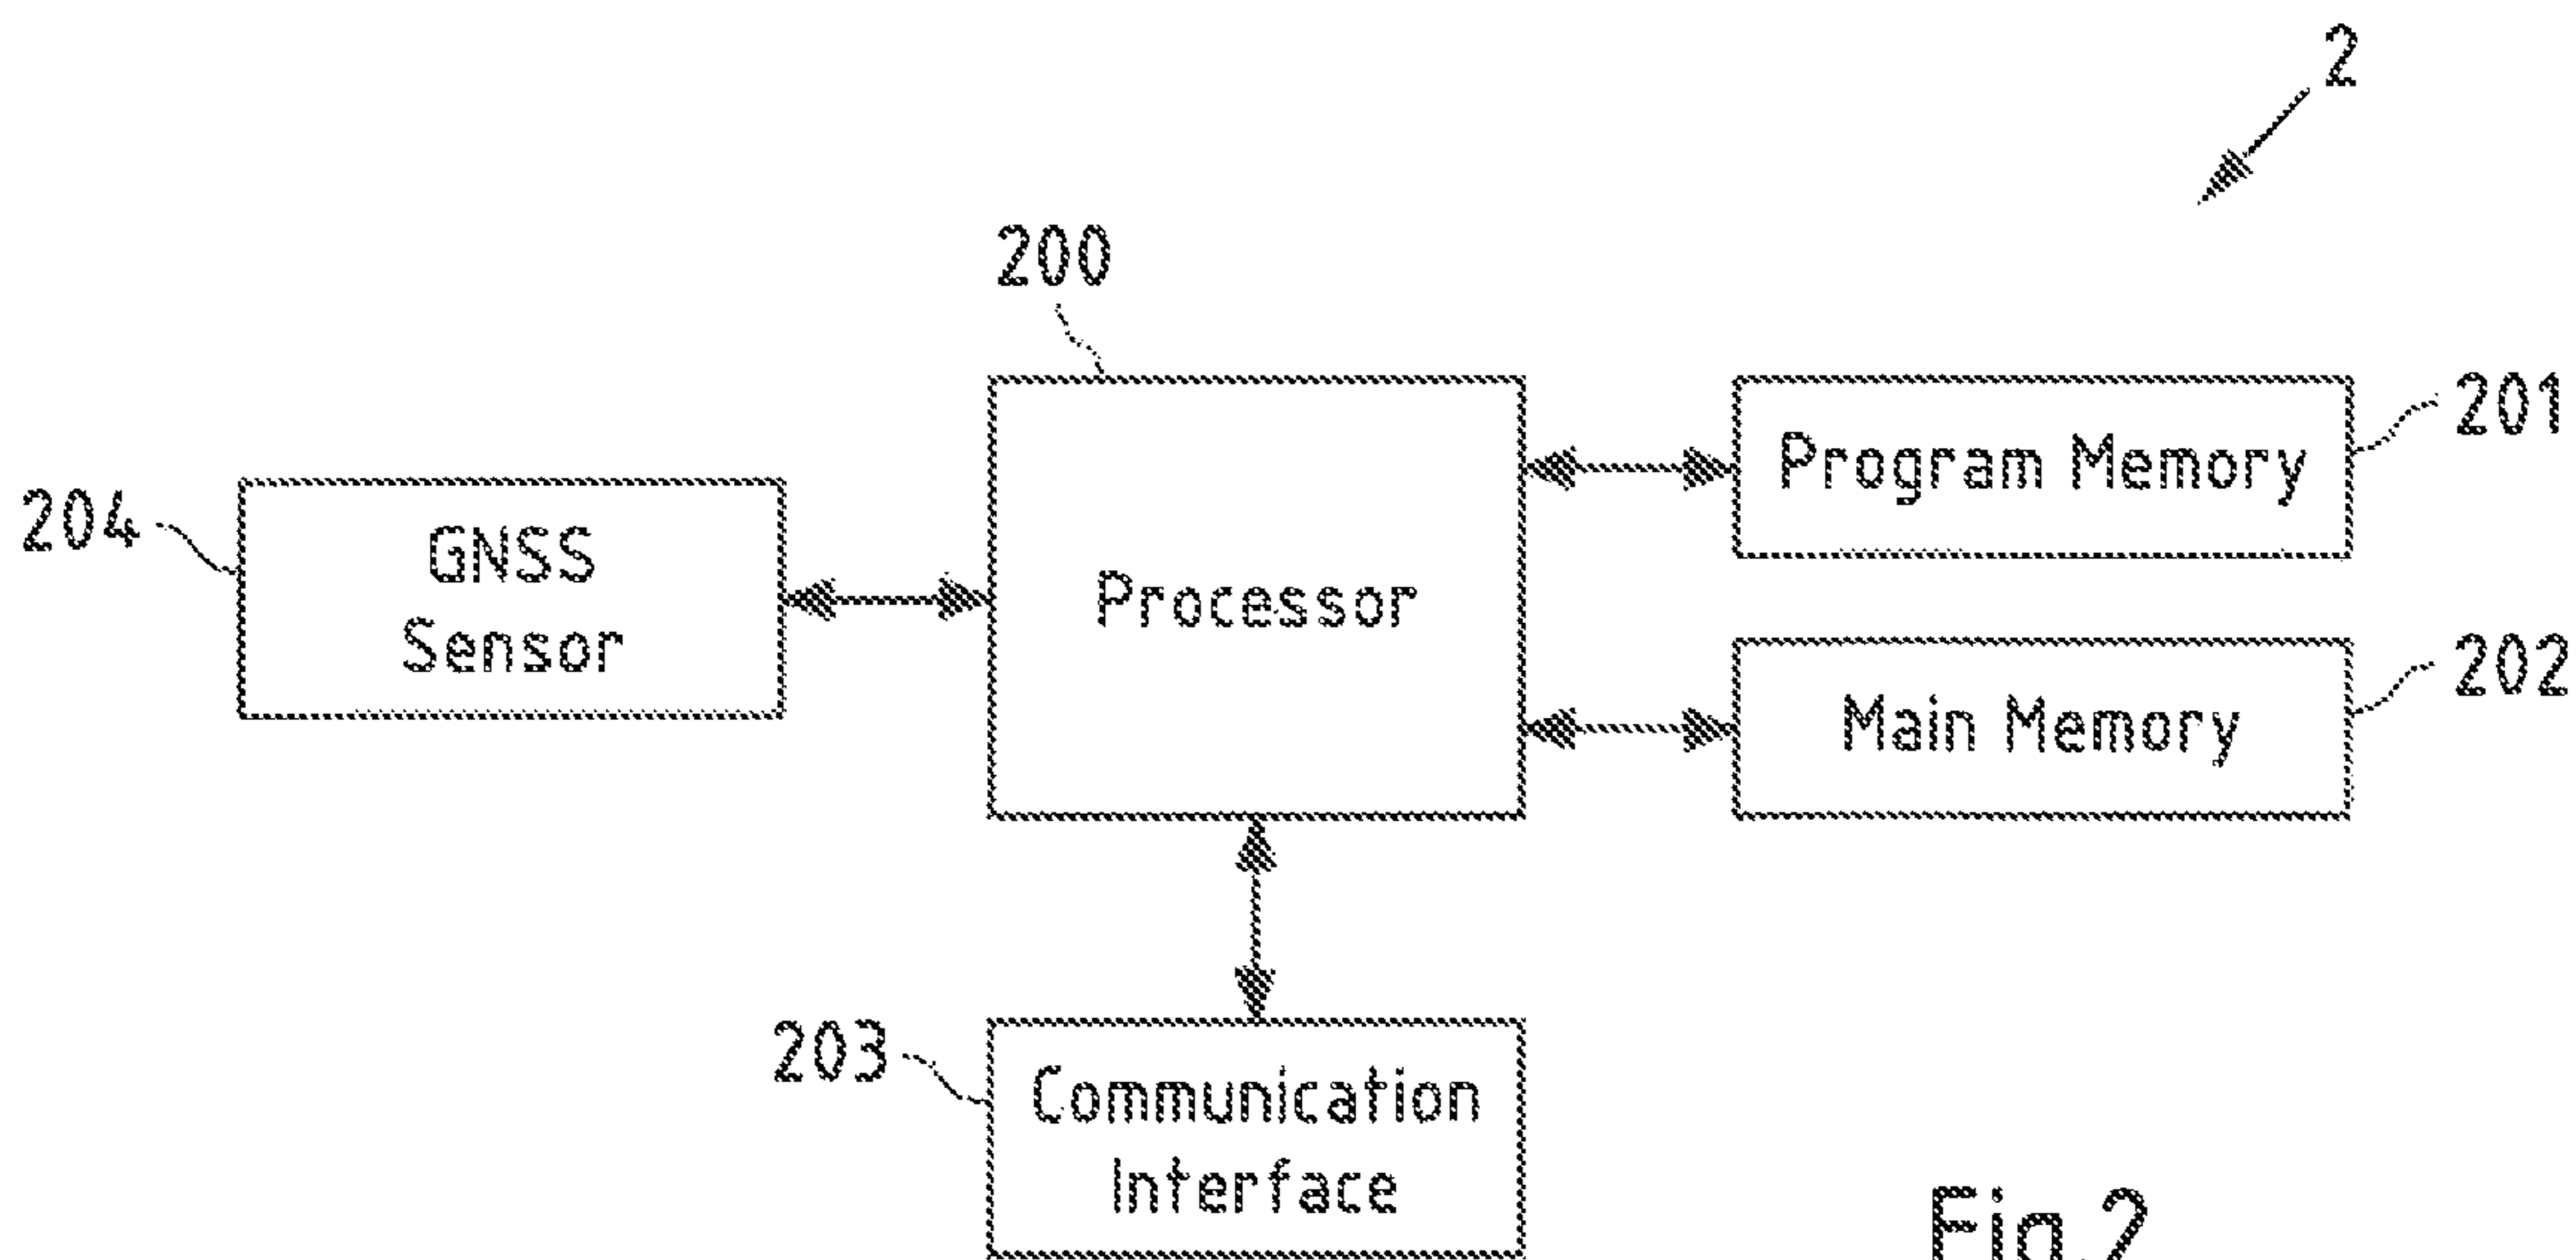 2
200
201
Program Memory
204
GNSS
Sensor
Processor
202
Main Memory
203
Communication
Interface
Fig.2